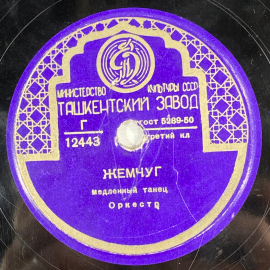 МИНИСТЕРСТВО КУЛЬТУРЫ СССР
ТАШКЕНТСКИЙ ЗАВОД
Г гост 5289-50
12443 третий кл
ЖЕМЧУГ
медленный танец
Оркестр